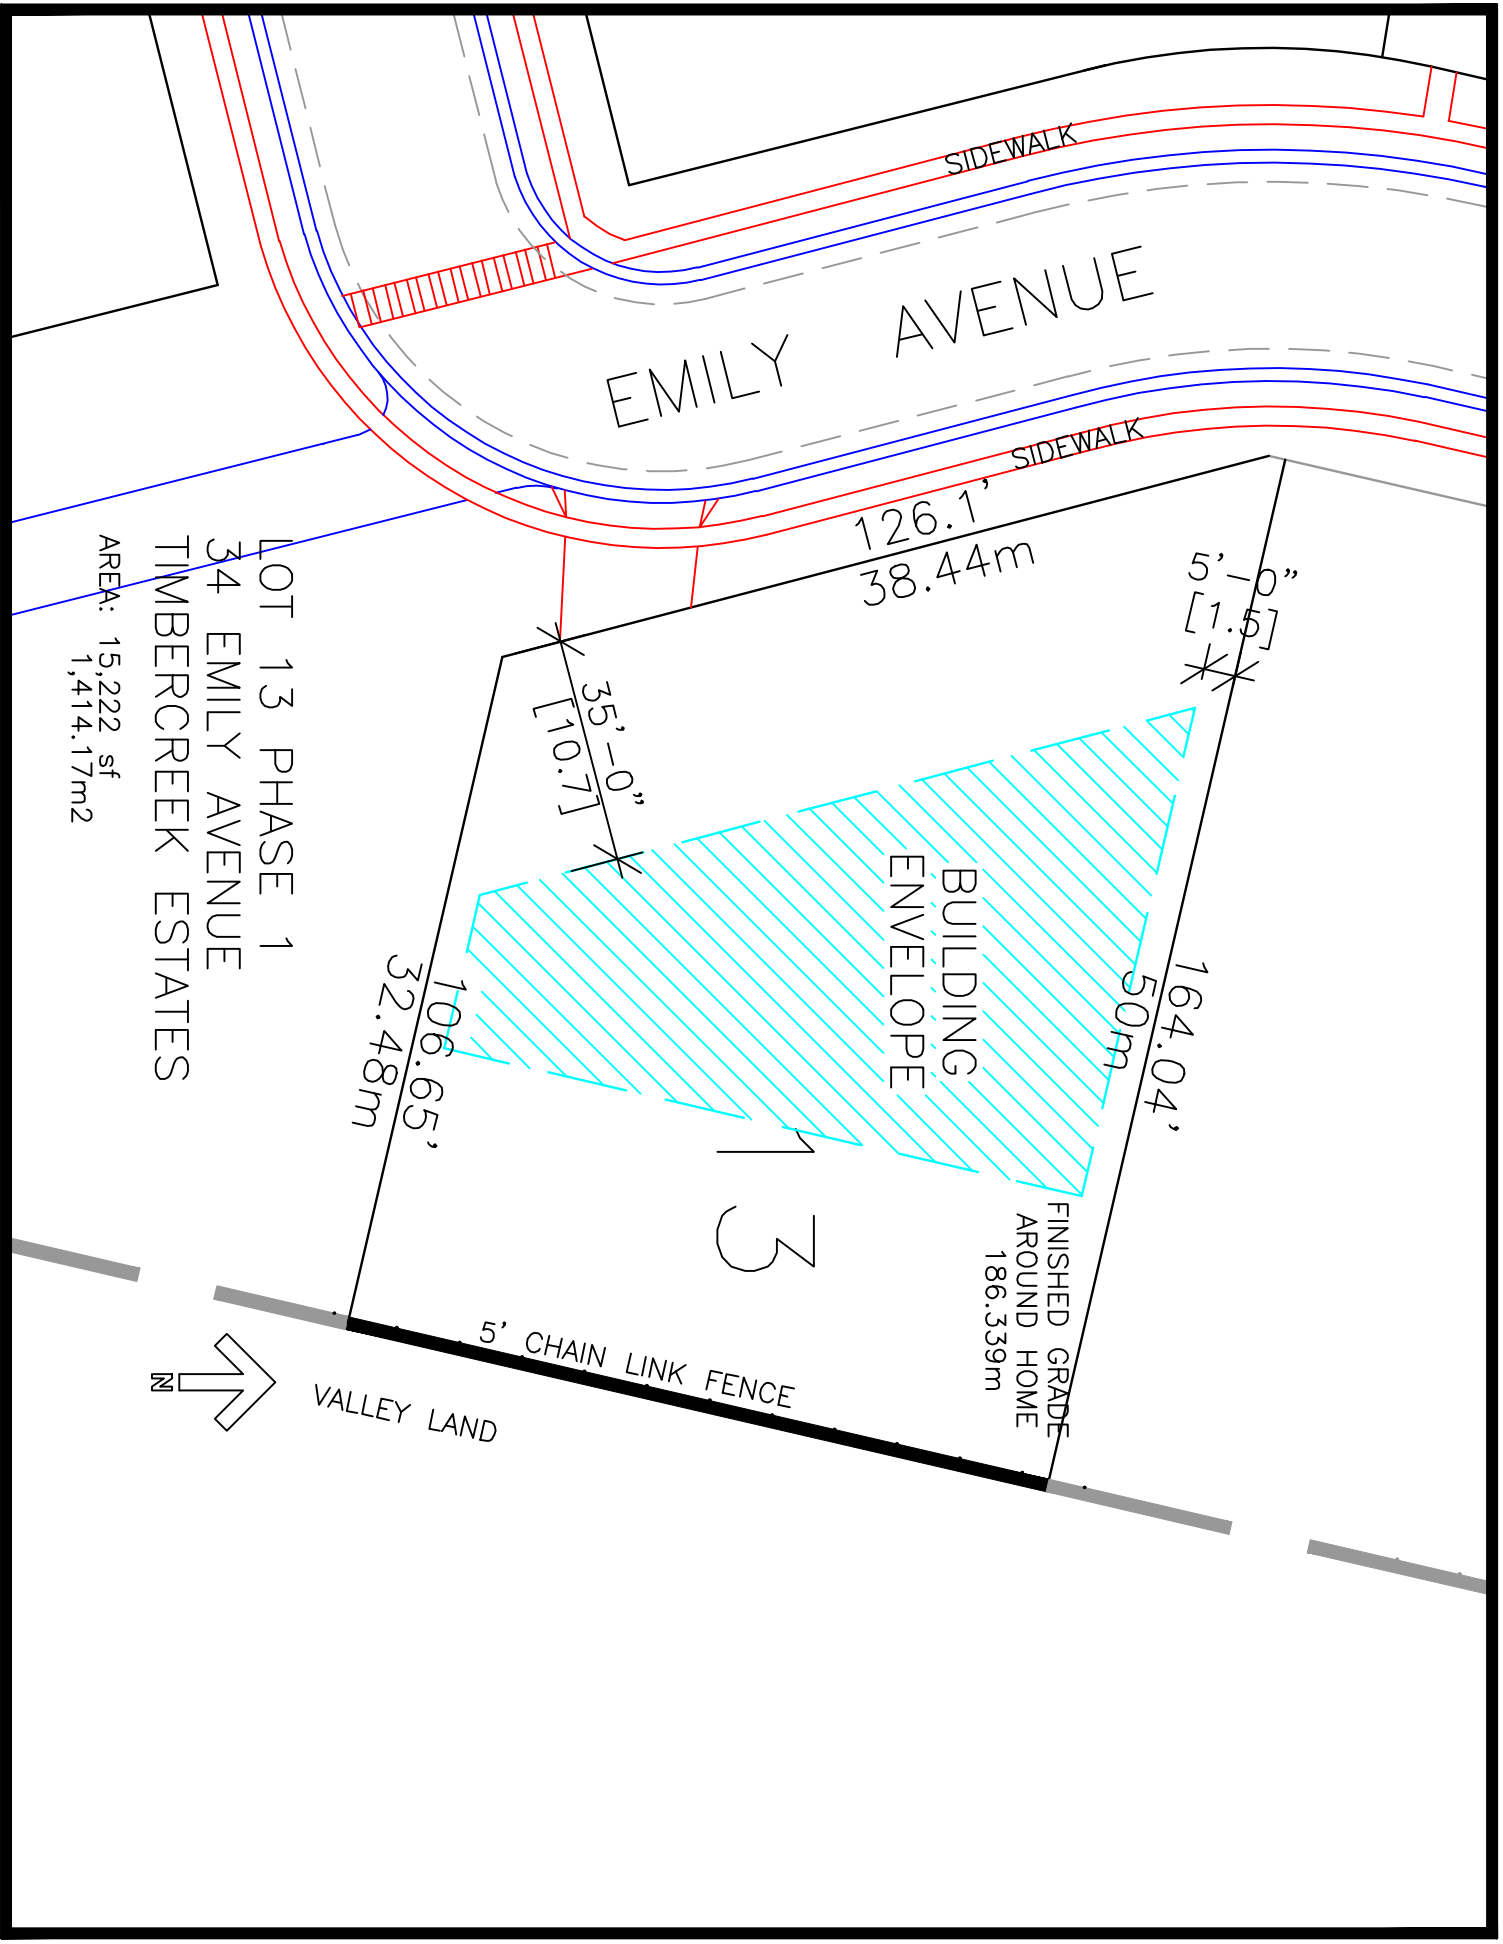 SIDEWALK
EMILY AVENUE
SIDEWALK
126.1'
38.44m
5'-0"
[1.5]
35'-0"
[10.7]
BUILDING
ENVELOPE
164.04'
50m
106.65'
32.48m
13
FINISHED GRADE
AROUND HOME
186.339m
5' CHAIN LINK FENCE
VALLEY LAND
N
LOT 13 PHASE 1
34 EMILY AVENUE
TIMBERCREEK ESTATES
AREA: 15,222 sf
1,414.17m2